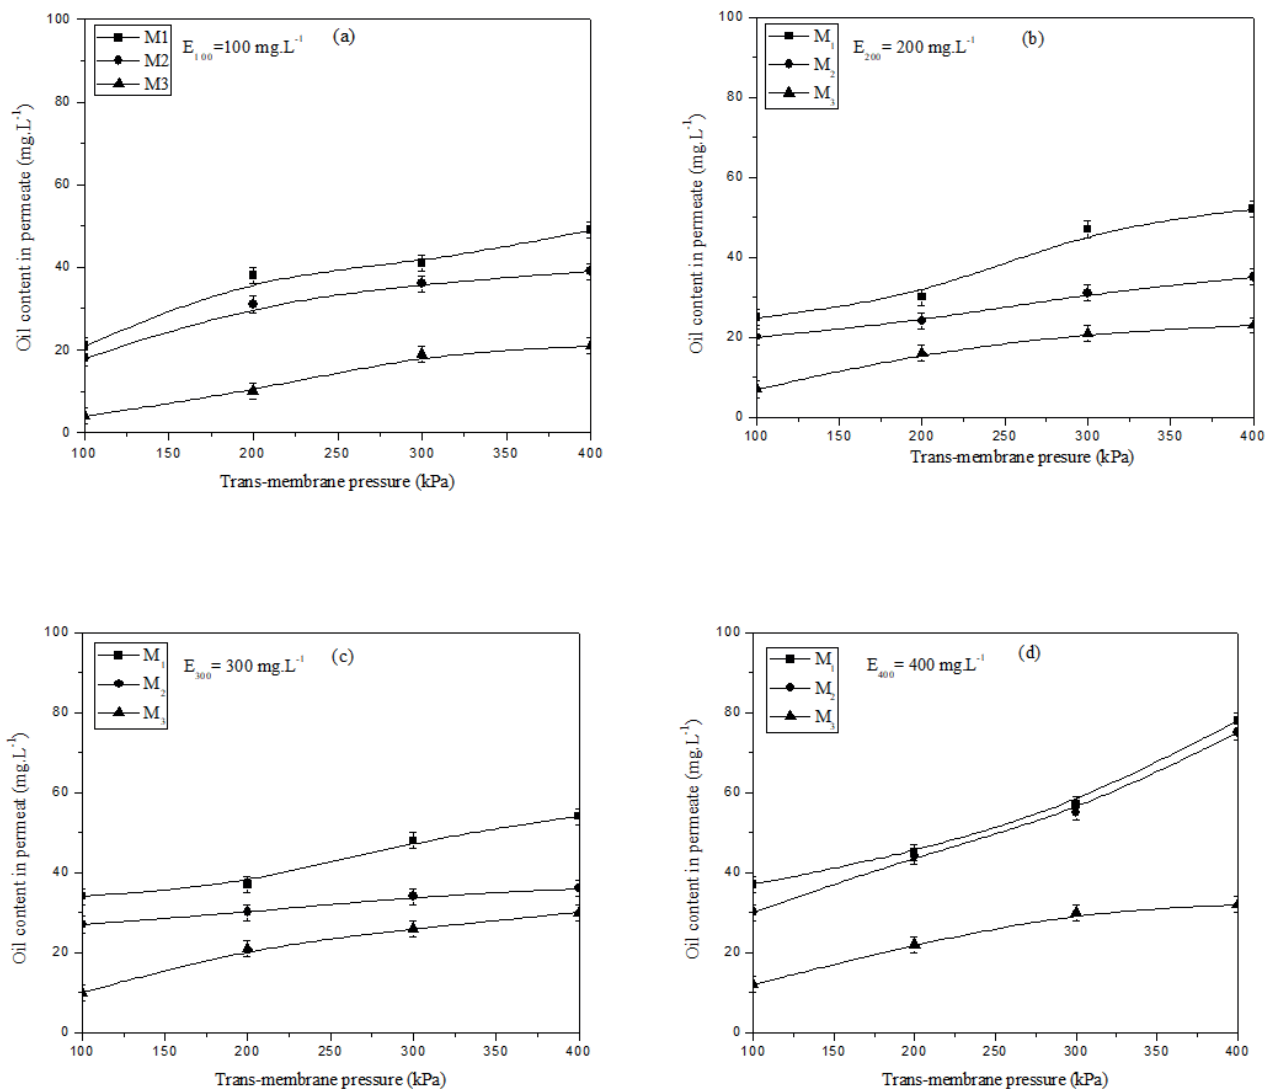 (a)
M1
M2
M3
E100=100 mg.L-1
Oil content in permeate (mg.L-1)
100
80
60
40
20
0
100 150 200 250 300 350 400
Trans-membrane pressure (kPa)
(b)
M1
M2
M3
E200= 200 mg.L-1
Oil content in permeate (mg.L-1)
100
80
60
40
20
0
100 150 200 250 300 350 400
Trans-membrane presure (kPa)
(c)
M1
M2
M3
E300= 300 mg.L-1
Oil content in permeat (mg.L-1)
100
80
60
40
20
0
100 150 200 250 300 350 400
Trans-membrane pressure (kPa)
(d)
M1
M2
M3
E400= 400 mg.L-1
Oil content in permeate (mg.L-1)
100
80
60
40
20
0
100 150 200 250 300 350 400
Trans-membrane pressure (kPa)